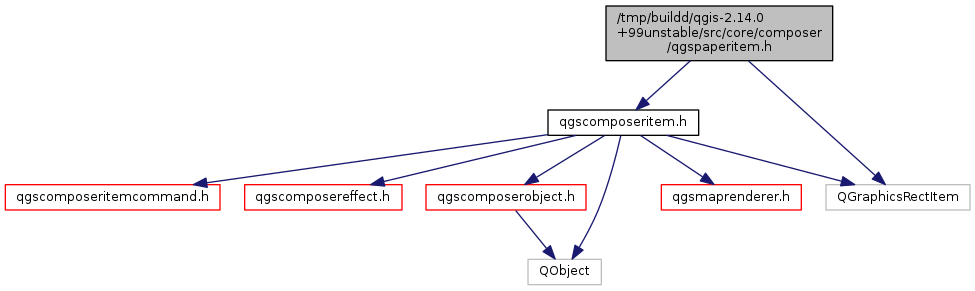 /tmp/buildd/qgis-2.14.0
+99unstable/src/core/composer
/qgspaperitem.h
qgscomposeritem.h
qgscomposeritemcommand.h
qgscomposereffect.h
qgscomposerobject.h
qgsmaprenderer.h
QGraphicsRectItem
QObject